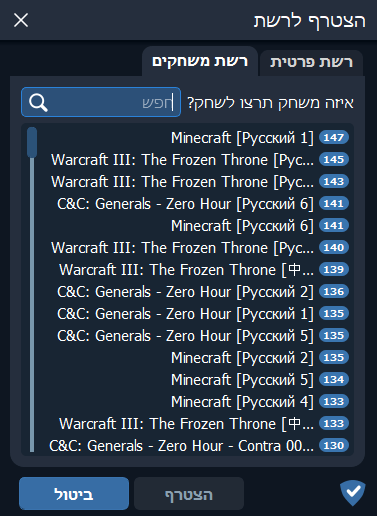 הצטרף לרשת
רשת פרטית
רשת משחקים
איזה משחק תרצו לשחק?
חפש
Minecraft [Русский 1] 147
Warcraft III: The Frozen Throne [Рус... 145
Warcraft III: The Frozen Throne [Рус... 143
C&C: Generals - Zero Hour [Русский 6] 141
Minecraft [Русский 6] 141
Warcraft III: The Frozen Throne [Рус... 140
Warcraft III: The Frozen Throne [中... 139
C&C: Generals - Zero Hour [Русский 2] 136
C&C: Generals - Zero Hour [Русский 1] 135
C&C: Generals - Zero Hour [Русский 5] 135
Minecraft [Русский 2] 135
Minecraft [Русский 5] 134
Minecraft [Русский 4] 133
Warcraft III: The Frozen Throne [中... 133
C&C: Generals - Zero Hour - Contra 00... 130
הצטרף
ביטול